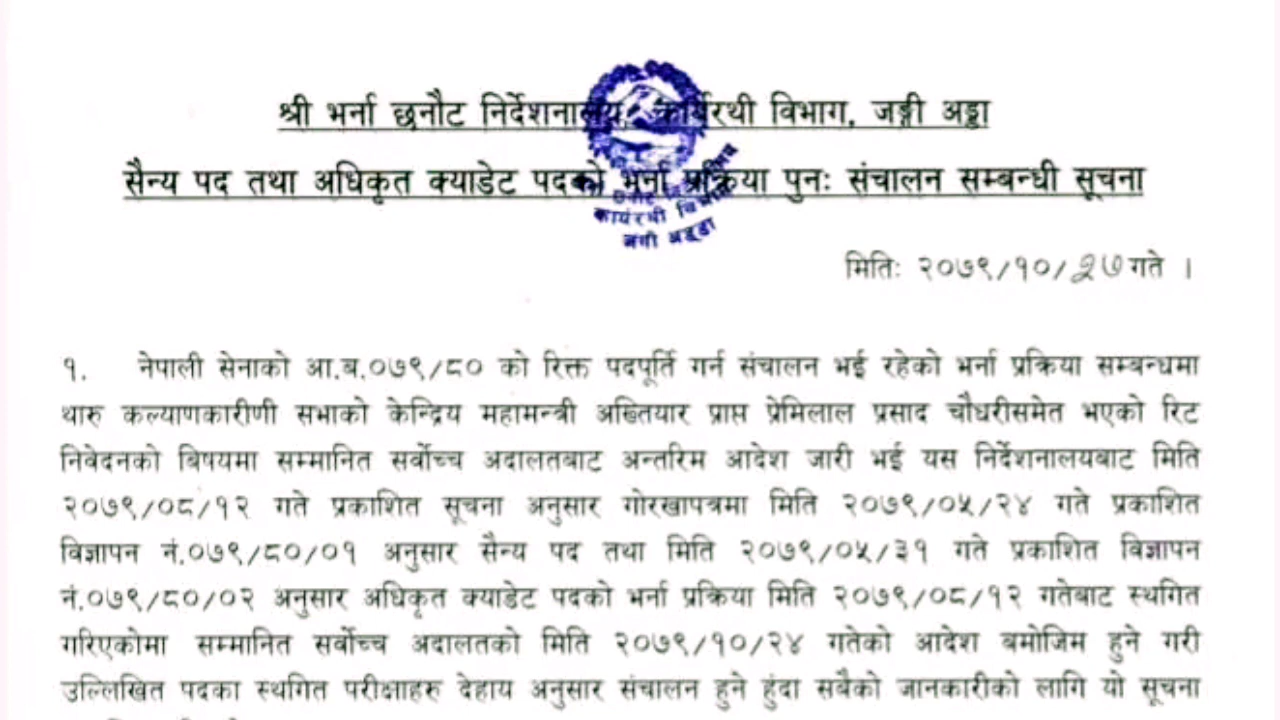 श्री भर्ना छनौट निर्देशनालय, कार्यरथी विभाग, जङ्गी अड्डा
सैन्य पद तथा अधिकृत क्याडेट पदको भर्ना प्रक्रिया पुनः संचालन सम्बन्धी सूचना
कार्यरथी विभाग
जंगी अड्डा
मितिः २०७९/१०/२७ गते ।
१. नेपाली सेनाको आ.ब.०७९/८० को रिक्त पदपूर्ति गर्न संचालन भई रहेको भर्ना प्रक्रिया सम्बन्धमा
थारु कल्याणकारीणी सभाको केन्द्रिय महामन्त्री अख्तियार प्राप्त प्रेमिलाल प्रसाद चौधरीसमेत भएको रिट
निवेदनको बिषयमा सम्मानित सर्वोच्च अदालतबाट अन्तरिम आदेश जारी भई यस निर्देशनालयबाट मिति
२०७९/०८/१२ गते प्रकाशित सूचना अनुसार गोरखापत्रमा मिति २०७९/०५/२४ गते प्रकाशित
विज्ञापन नं.०७९/८०/०१ अनुसार सैन्य पद तथा मिति २०७९/०५/३१ गते प्रकाशित विज्ञापन
नं.०७९/८०/०२ अनुसार अधिकृत क्याडेट पदको भर्ना प्रक्रिया मिति २०७९/०८/१२ गतेबाट स्थगित
गरिएकोमा सम्मानित सर्वोच्च अदालतको मिति २०७९/१०/२४ गतेको आदेश बमोजिम हुने गरी
उल्लिखित पदका स्थगित परीक्षाहरु देहाय अनुसार संचालन हुने हुंदा सबैको जानकारीको लागि यो सूचना